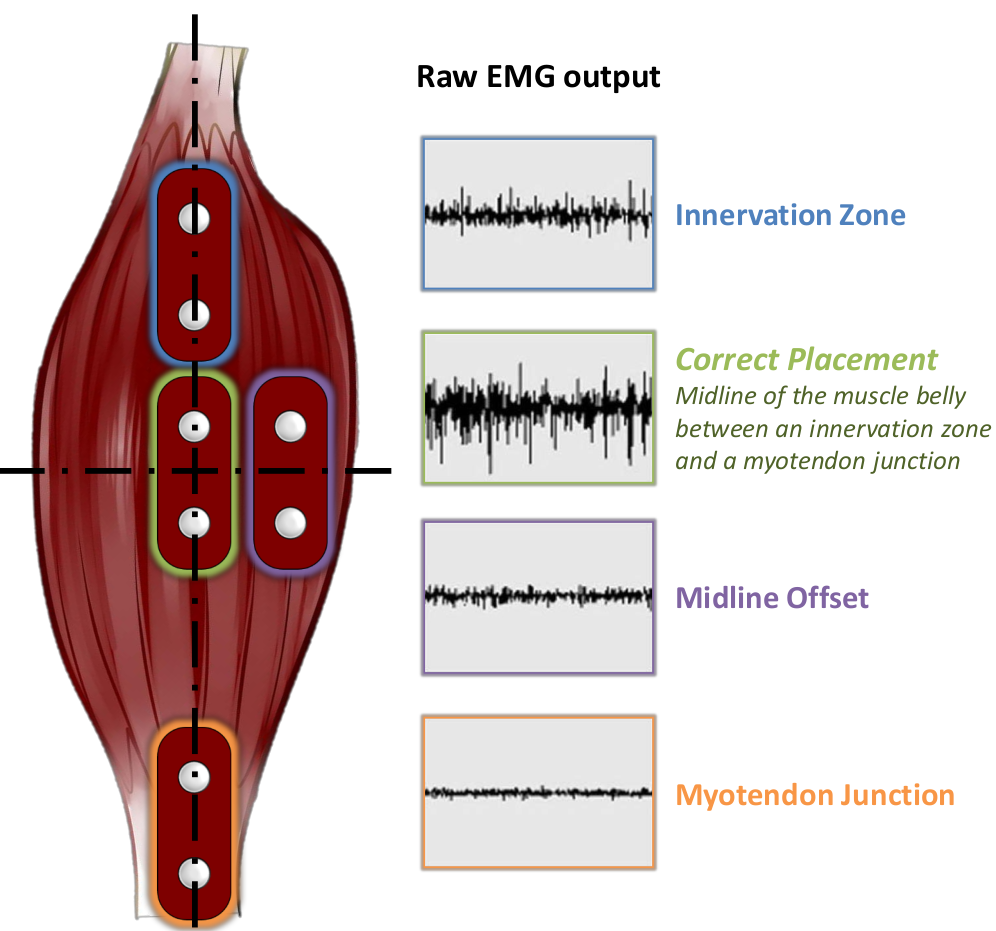 Raw EMG output
Innervation Zone
Correct Placement
Midline of the muscle belly
between an innervation zone
and a myotendon junction
Midline Offset
Myotendon Junction